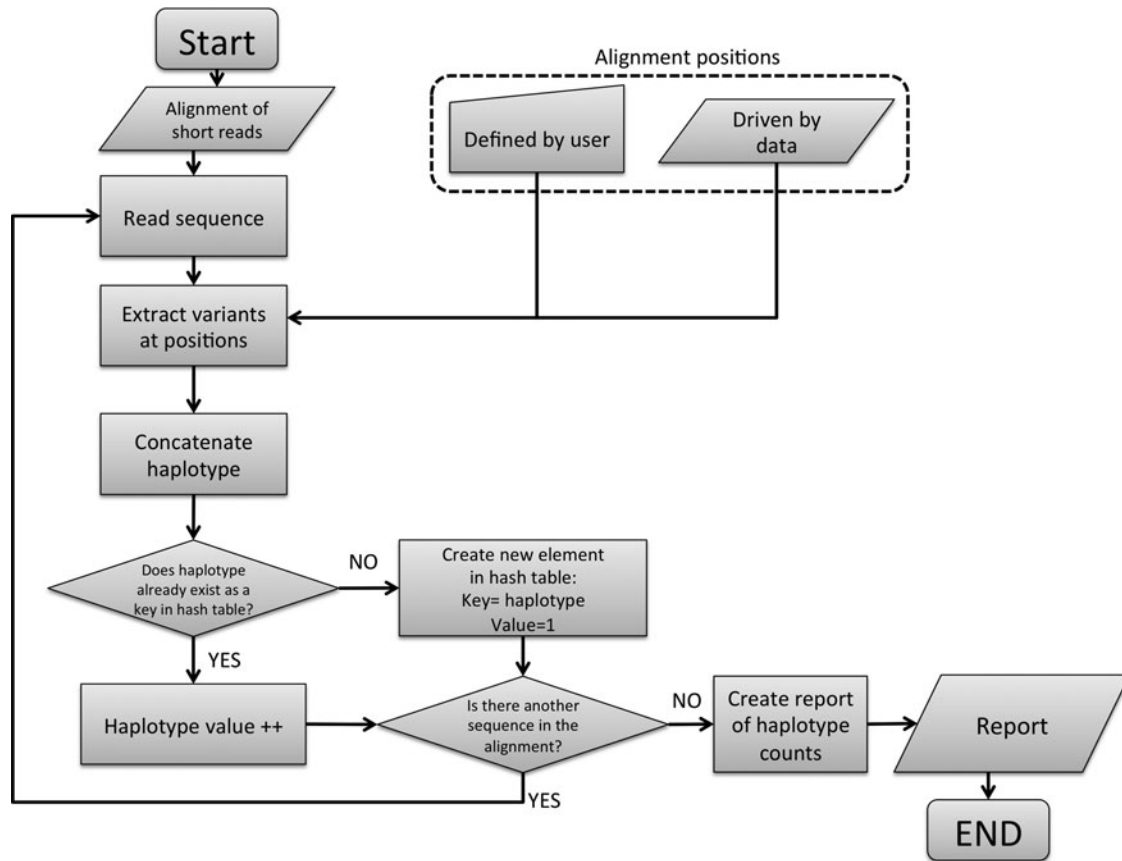 Start
Alignment positions
Alignment of
short reads
Defined by user
Driven by
data
Read sequence
Extract variants
at positions
Concatenate
haplotype
Does haplotype
already exist as a
key in hash table?
NO
Create new element
in hash table:
Key= haplotype
Value=1
YES
Haplotype value ++
Is there another
sequence in the
alignment?
NO
Create report
of haplotype
counts
Report
YES
END